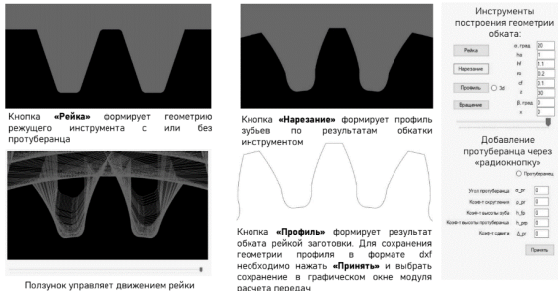 Кнопка «Рейка» формирует геометрию
режущего инструмента с или без
протуберанца
Ползунок управляет движением рейки
Кнопка «Нарезание» формирует профиль
зубьев по результатам обкатки
инструментом
Кнопка «Профиль» формирует результат
обката рейкой заготовки. Для сохранения
геометрии профиля в формате dxf
необходимо нажать «Принять» и выбрать
сохранение в графическом окне модуля
расчета передач
Инструменты
построения геометрии
обката:
Рейка
Нарезание
Профиль
3d
Вращение
α, град 20
ha 1
hf 1.1
m 0.2
cf 0.1
z 30
β, град 0
x 0
Добавление
протуберанца через
«радиокнопку»
Протуберанец
Угол протуберанца α_pr 0
Коэф-т скругления ρ_pr 0
Коэф-т высоты зуба h_fp 0
Коэф-т высоты протуберанца h_prp 0
Коэф-т сдвига Δ_pr 0
Принять